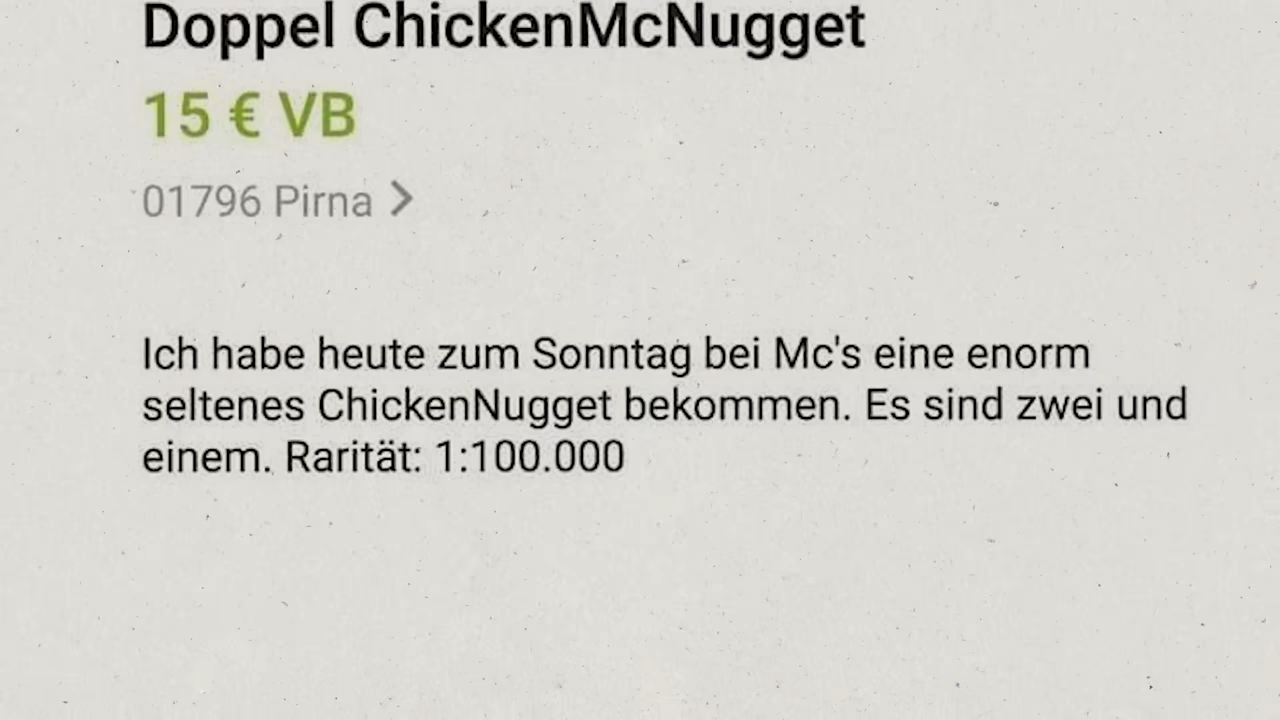 Doppel ChickenMcNugget
15 € VB
01796 Pirna >
Ich habe heute zum Sonntag bei Mc's eine enorm
seltenes ChickenNugget bekommen. Es sind zwei und
einem. Rarität: 1:100.000